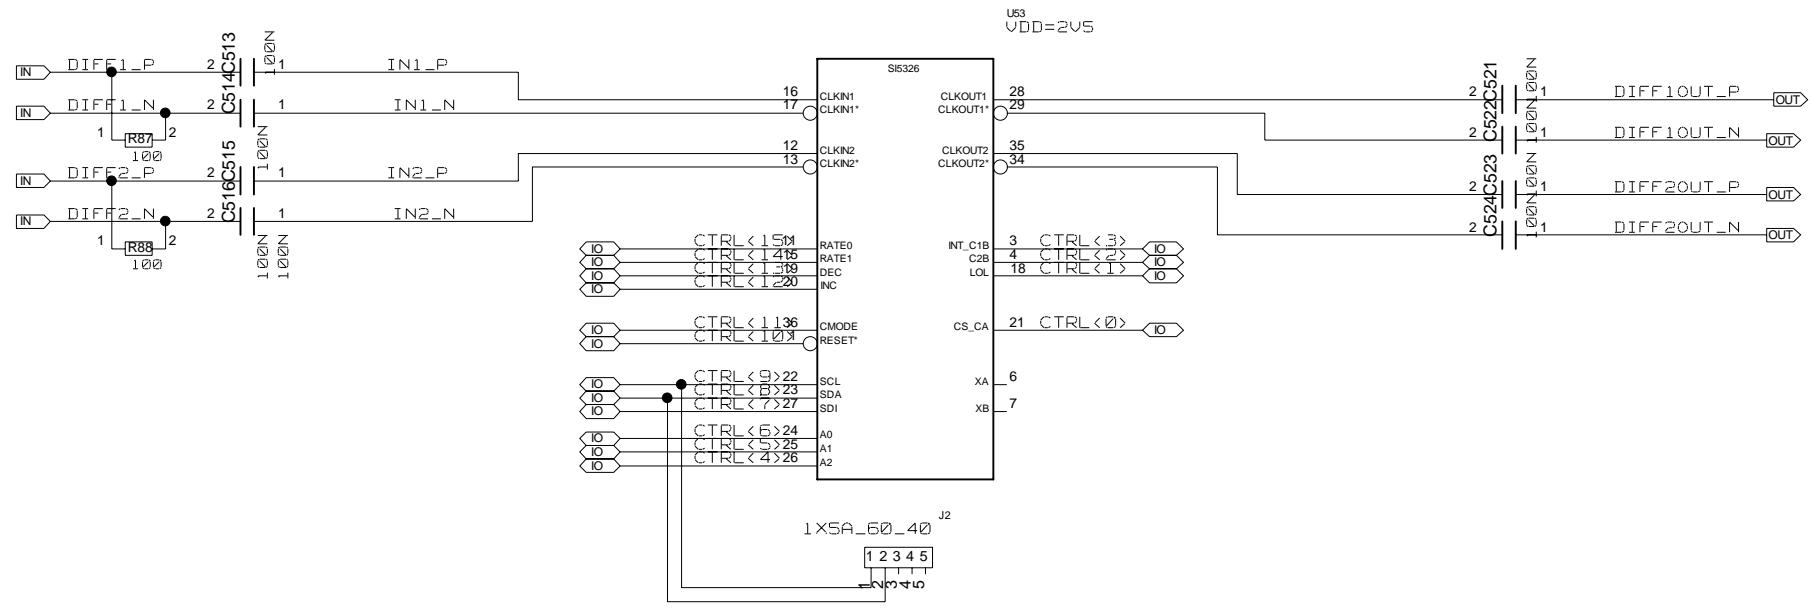 U53
VDD=2V5
SI5326
IN DIFF1_P 2 C513 100N 1 IN1_P
IN DIFF1_N 2 C514 100N 1 IN1_N
1 R87 2
100
IN DIFF2_P 2 C515 100N 1 IN2_P
IN DIFF2_N 2 C516 100N 1 IN2_N
1 R88 2
100
16 CLKIN1
17 CLKIN1*
12 CLKIN2
13 CLKIN2*
IO CTRL<15> 11 RATE0
IO CTRL<14> 15 RATE1
IO CTRL<13> 19 DEC
IO CTRL<12> 20 INC
IO CTRL<11> 36 CMODE
IO CTRL<10> 1 RESET*
IO CTRL<9> 22 SCL
IO CTRL<8> 23 SDA
IO CTRL<7> 27 SDI
IO CTRL<6> 24 A0
IO CTRL<5> 25 A1
IO CTRL<4> 26 A2
CLKOUT1 28
CLKOUT1* 29
CLKOUT2 35
CLKOUT2* 34
INT_C1B 3 CTRL<3> IO
C2B 4 CTRL<2> IO
LOL 18 CTRL<1> IO
CS_CA 21 CTRL<0> IO
XA 6
XB 7
2 C521 100N 1 DIFF1OUT_P OUT
2 C522 100N 1 DIFF1OUT_N OUT
2 C523 100N 1 DIFF2OUT_P OUT
2 C524 100N 1 DIFF2OUT_N OUT
J2
1X5A_60_40
1 2 3 4 5
1 2 3 4 5